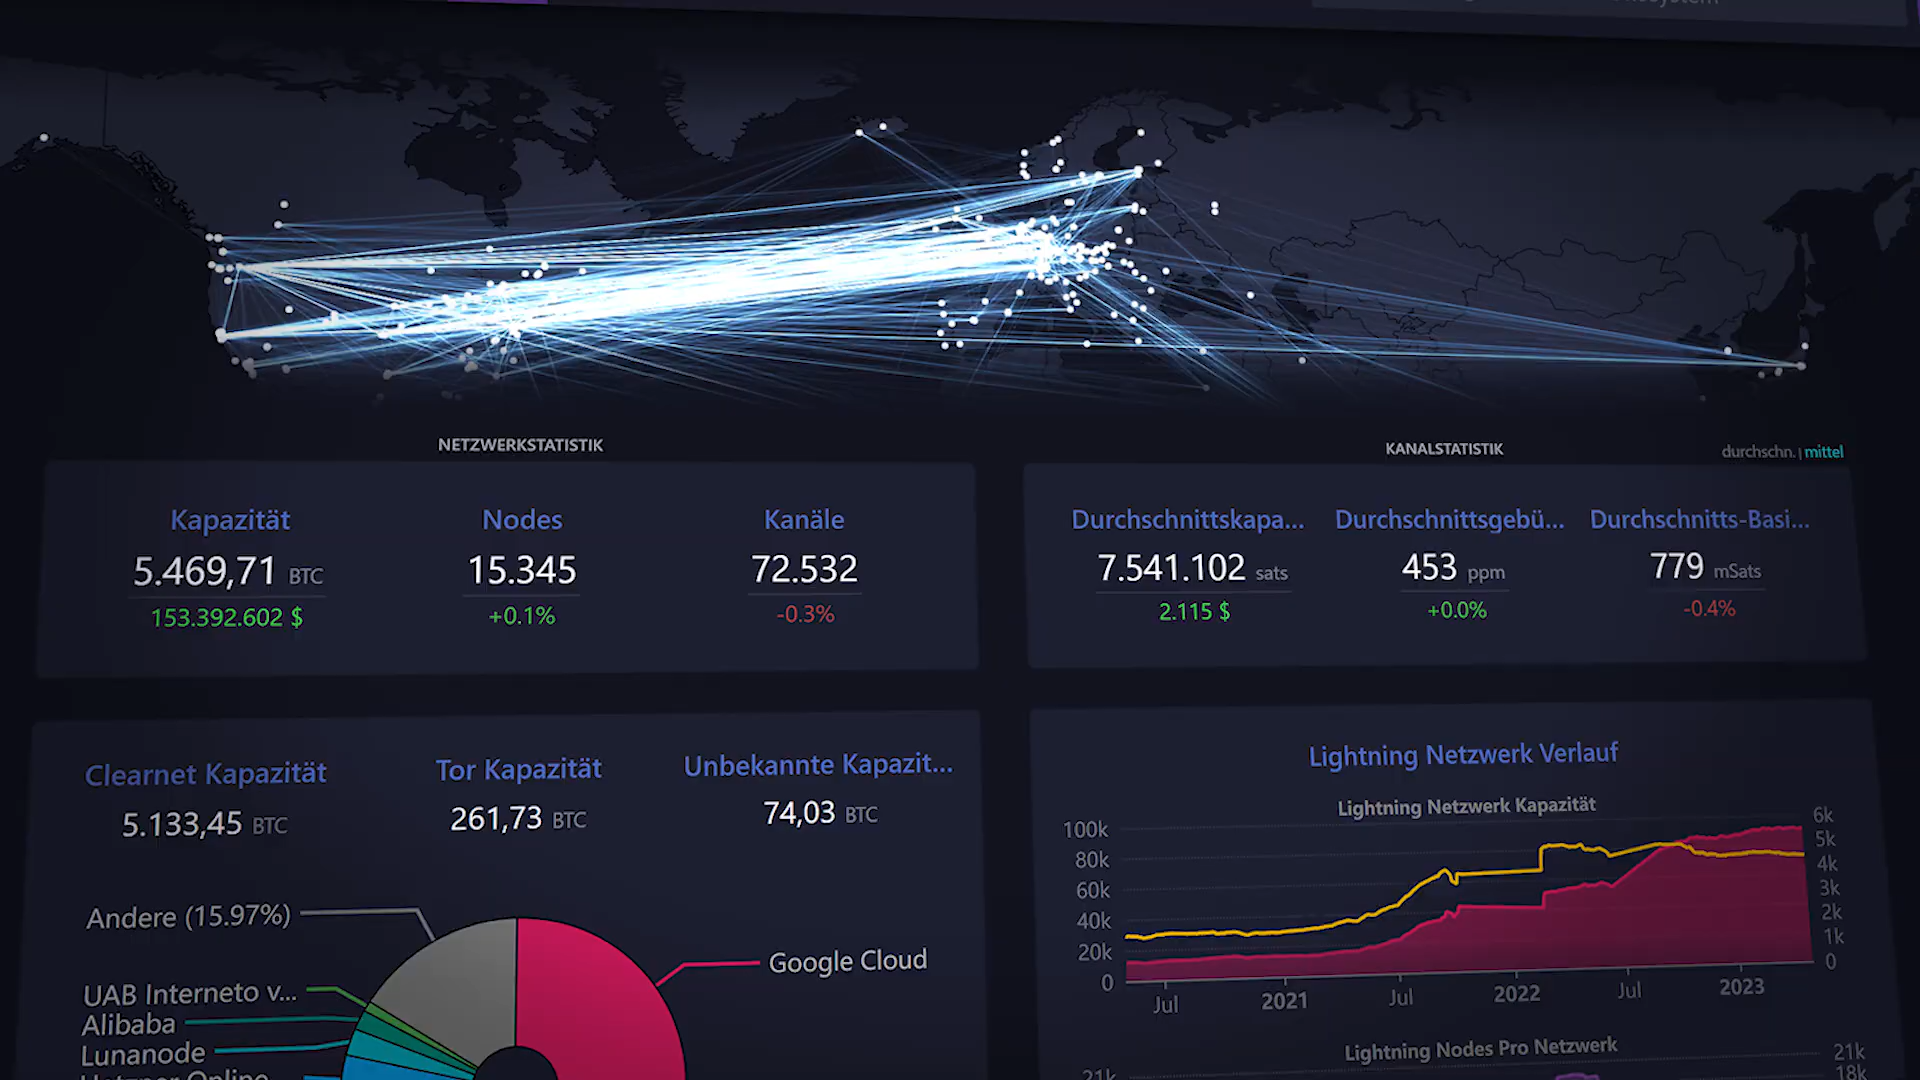 NETZWERKSTATISTIK
Kapazität
5.469,71 BTC
153.392.602 $
Nodes
15.345
+0.1%
Kanäle
72.532
-0.3%
KANALSTATISTIK
durchschn. | mittel
Durchschnittskapa...
7.541.102 sats
2.115 $
Durchschnittsgebü...
453 ppm
+0.0%
Durchschnitts-Basi...
779 mSats
-0.4%
Clearnet Kapazität
5.133,45 BTC
Tor Kapazität
261,73 BTC
Unbekannte Kapazit...
74,03 BTC
Andere (15.97%)
UAB Interneto v...
Alibaba
Lunanode
Hetzner Online
Google Cloud
Lightning Netzwerk Verlauf
Lightning Netzwerk Kapazität
100k
80k
60k
40k
20k
0
6k
5k
4k
3k
2k
1k
0
Jul
2021
Jul
2022
Jul
2023
Lightning Nodes Pro Netzwerk
21k
21k
18k